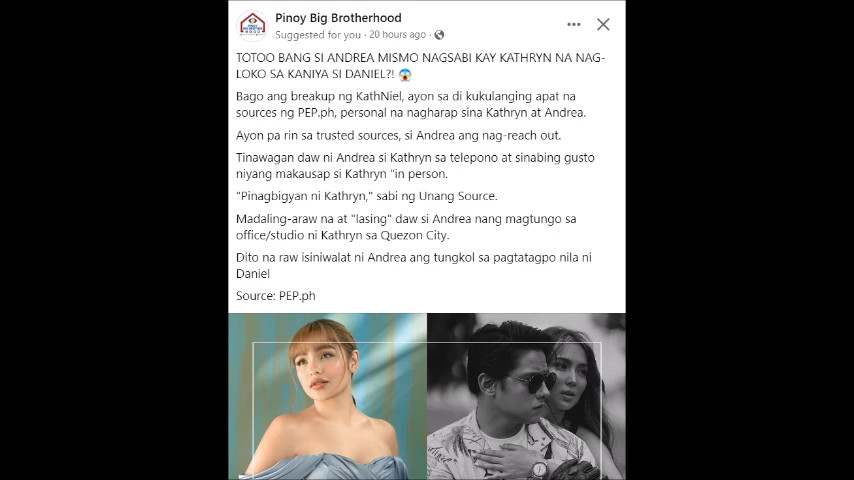 Pinoy Big Brotherhood
Suggested for you · 20 hours ago ·
TOTOO BANG SI ANDREA MISMO NAGSABI KAY KATHRYN NA NAG-
LOKO SA KANIYA SI DANIEL?! 😱
Bago ang breakup ng KathNiel, ayon sa di kukulanging apat na
sources ng PEP.ph, personal na nagharap sina Kathryn at Andrea.
Ayon pa rin sa trusted sources, si Andrea ang nag-reach out.
Tinawagan daw ni Andrea si Kathryn sa telepono at sinabing gusto
niyang makausap si Kathryn "in person.
"Pinagbigyan ni Kathryn," sabi ng Unang Source.
Madaling-araw na at "lasing" daw si Andrea nang magtungo sa
office/studio ni Kathryn sa Quezon City.
Dito na raw isiniwalat ni Andrea ang tungkol sa pagtatagpo nila ni
Daniel
Source: PEP.ph